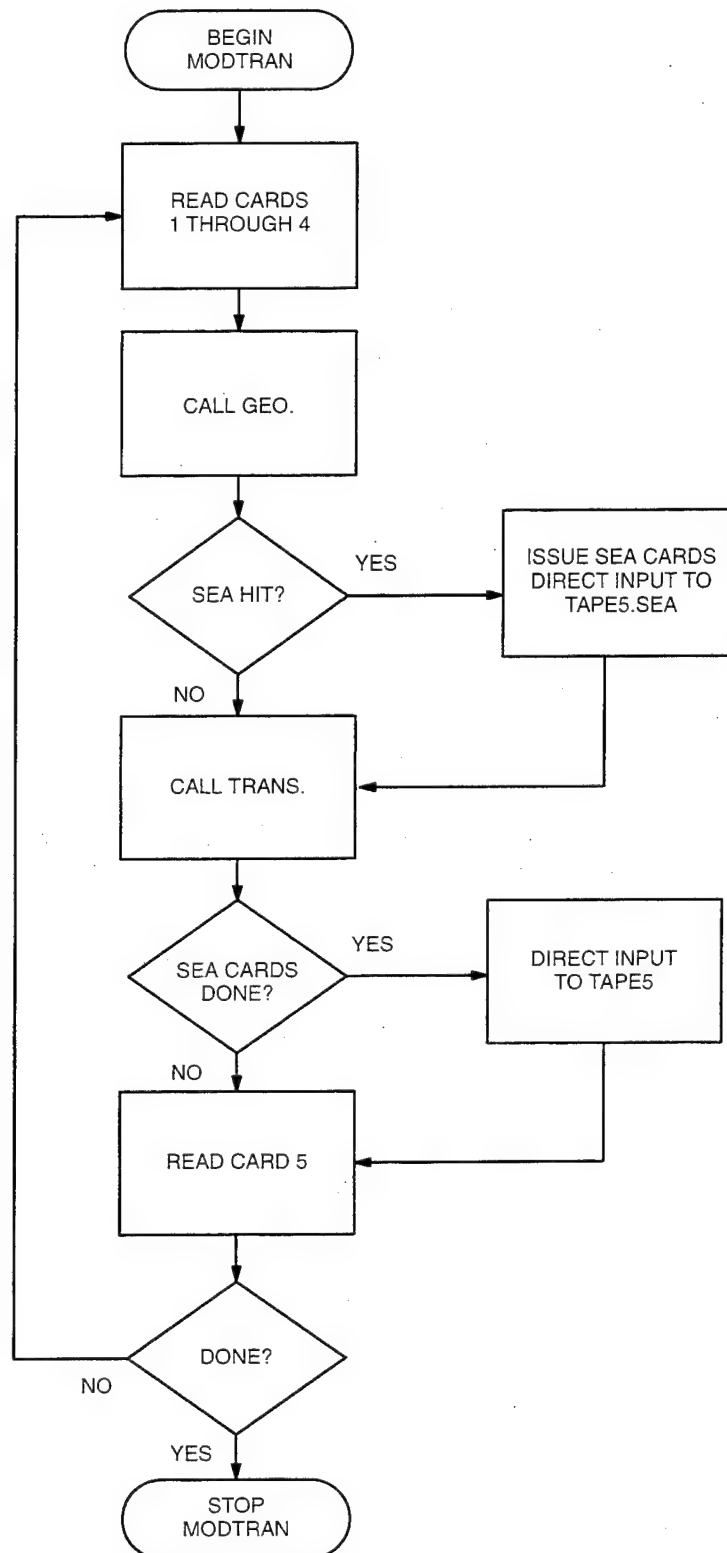 BEGIN
MODTRAN
READ CARDS
1 THROUGH 4
CALL GEO.
SEA HIT?
YES
ISSUE SEA CARDS
DIRECT INPUT TO
TAPE5.SEA
NO
CALL TRANS.
SEA CARDS
DONE?
YES
DIRECT INPUT
TO TAPE5
NO
READ CARD 5
DONE?
NO
YES
STOP
MODTRAN